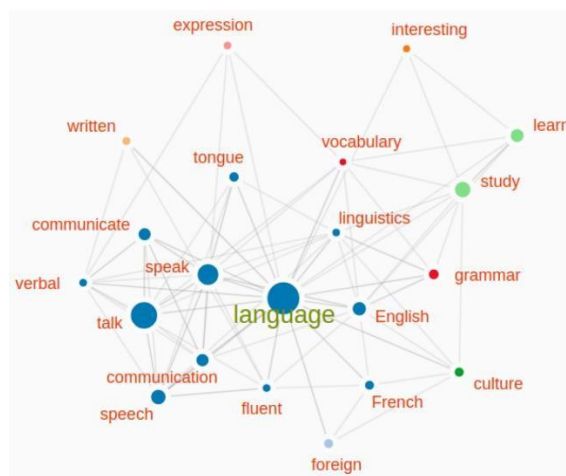 expression
interesting
written
learn
vocabulary
tongue
study
communicate
linguistics
speak
verbal
grammar
language
talk
English
communication
culture
speech
fluent
French
foreign